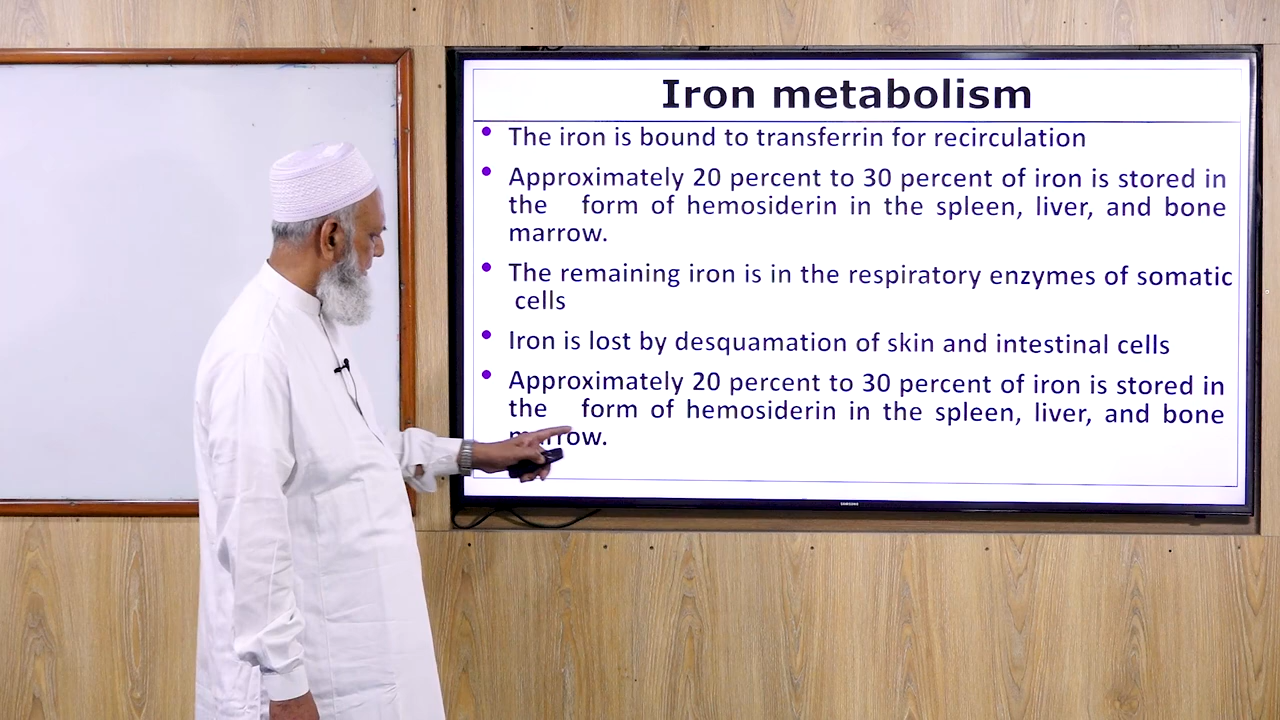 Iron metabolism
• The iron is bound to transferrin for recirculation
• Approximately 20 percent to 30 percent of iron is stored in
the form of hemosiderin in the spleen, liver, and bone
marrow.
• The remaining iron is in the respiratory enzymes of somatic
cells
• Iron is lost by desquamation of skin and intestinal cells
• Approximately 20 percent to 30 percent of iron is stored in
the form of hemosiderin in the spleen, liver, and bone
marrow.
SAMSUNG